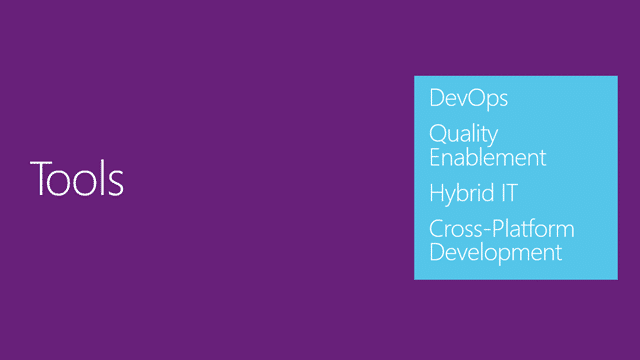 Tools
DevOps
Quality
Enablement
Hybrid IT
Cross-Platform
Development